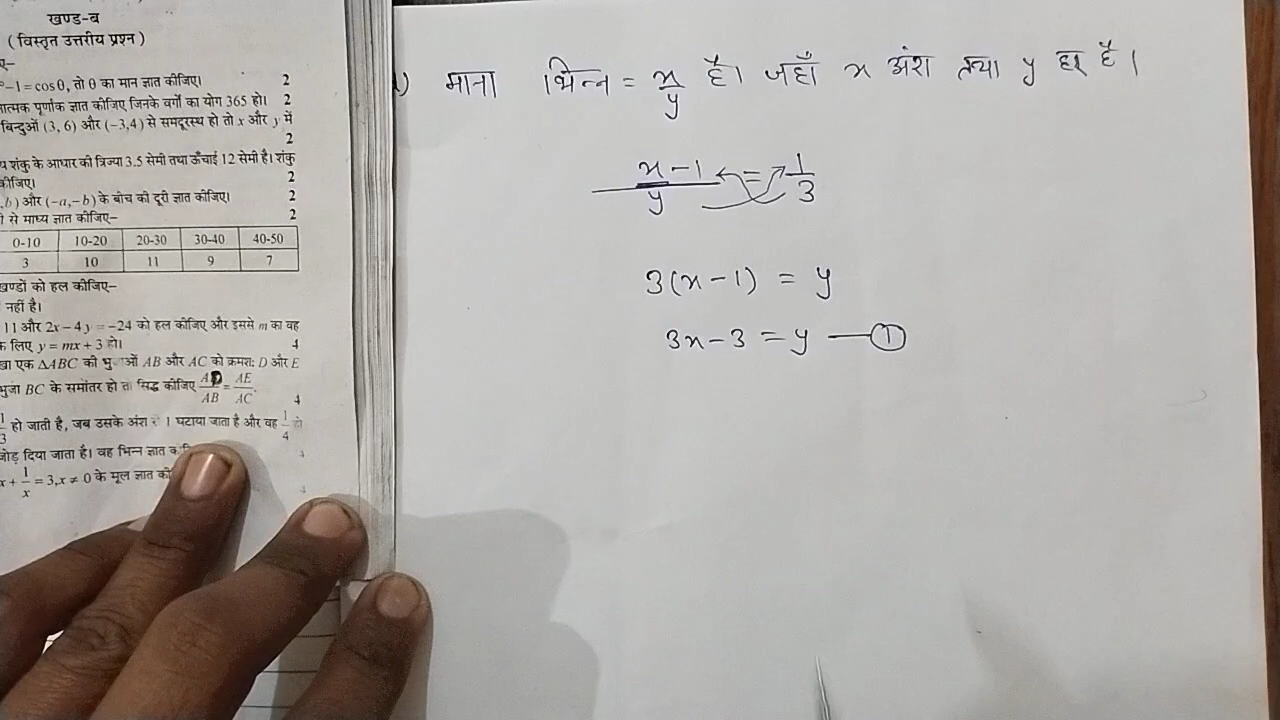 खण्ड-ब
( विस्तृत उत्तरीय प्रश्न )
–1 = cosθ, तो θ का मान ज्ञात कीजिए। 2
पूर्णांक ज्ञात कीजिए जिनके वर्गों का योग 365 हो। 2
बिन्दुओं (3, 6) और (–3,4) से समदूरस्थ हो तो x और y में
2
शंकु के आधार की त्रिज्या 3.5 सेमी तथा ऊँचाई 12 सेमी है। शंकु
2
b) और (–a,–b) के बीच की दूरी ज्ञात कीजिए। 2
से माध्य ज्ञात कीजिए– 2
0-10 10-20 20-30 30-40 40-50
3 10 11 9 7
खण्डों को हल कीजिए–
नहीं है।
11 और 2x – 4y = –24 को हल कीजिए और इससे m का वह
लिए y = mx + 3 हो। 4
एक ΔABC की AB और AC को क्रमशः D और E
BC के समांतर हो सिद्ध कीजिए AD/AB = AE/AC. 4
1/3 हो जाती है, जब उसके अंश 1 घटाया जाता है और वह 1/4 हो
जोड़ दिया जाता है। वह भिन्न ज्ञात
x + 1/x = 3, x ≠ 0 के मूल ज्ञात
माना भिन्न = x/y है। जहाँ x अंश तथा y हर है।
x – 1/y = 1/3
3(x – 1) = y
3x – 3 = y — ①